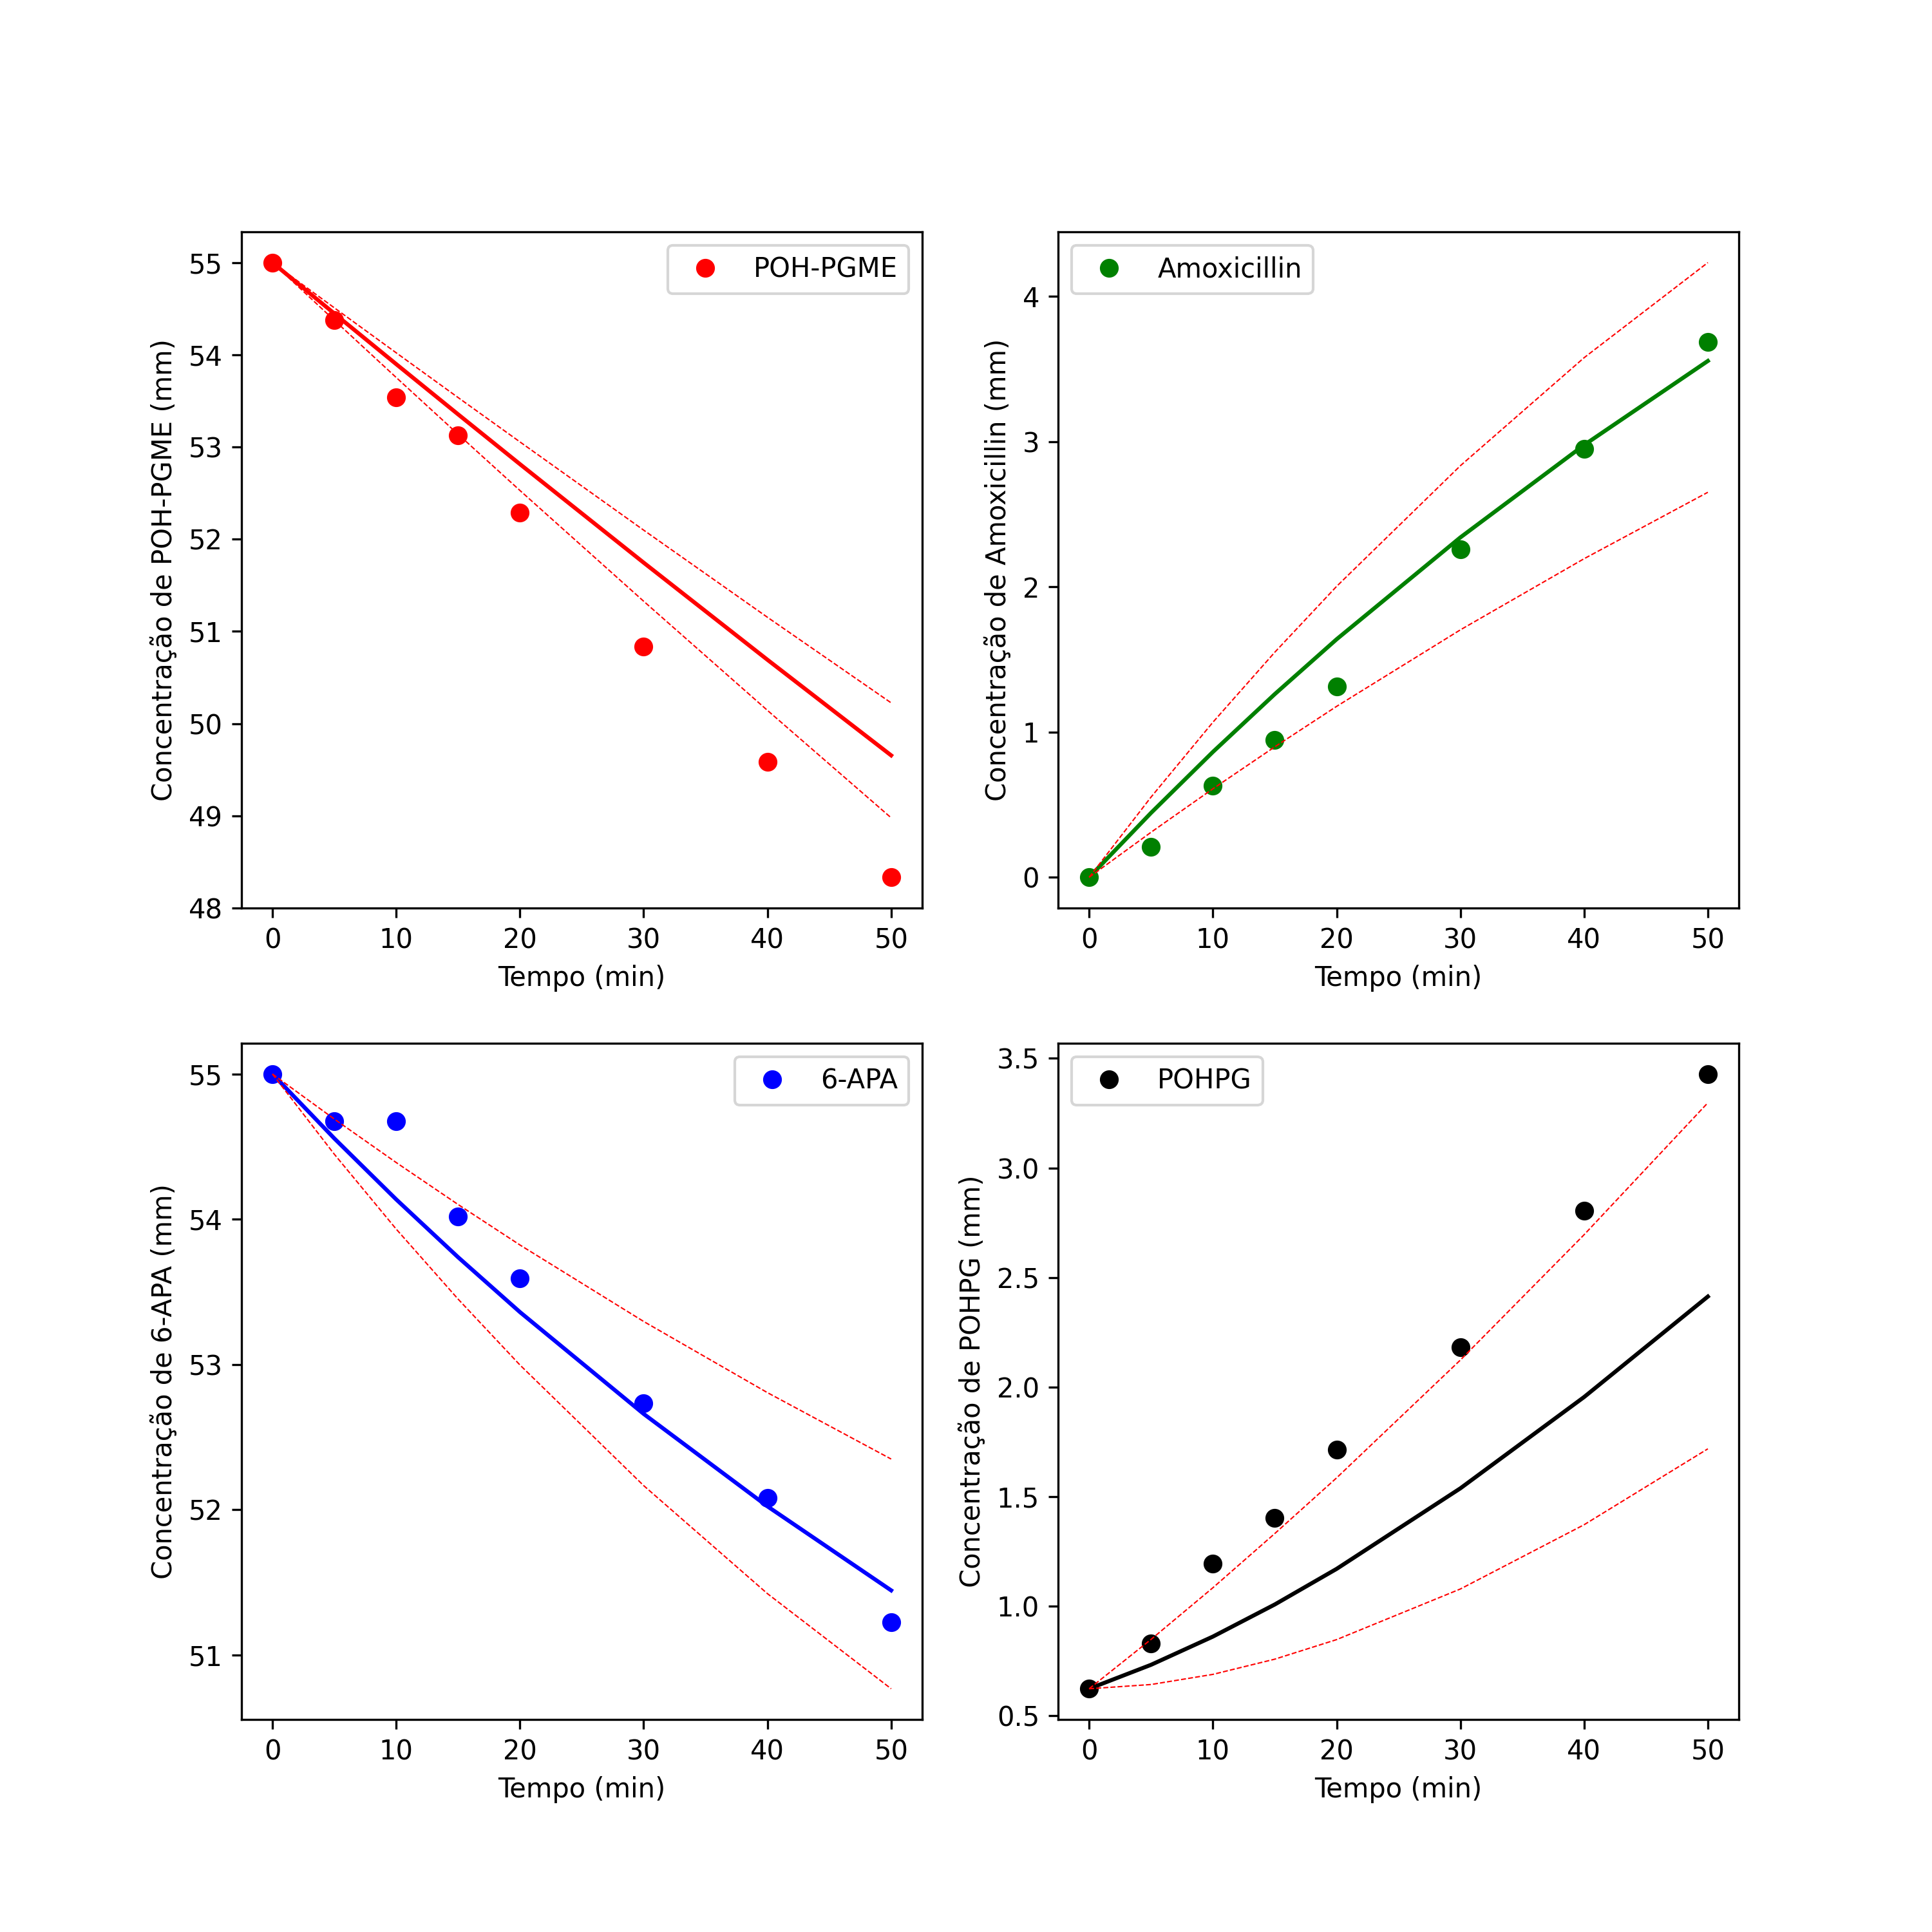 POH-PGME
Concentração de POH-PGME (mm)
55
54
53
52
51
50
49
48
0 10 20 30 40 50
Tempo (min)
Amoxicillin
Concentração de Amoxicillin (mm)
4
3
2
1
0
0 10 20 30 40 50
Tempo (min)
6-APA
Concentração de 6-APA (mm)
55
54
53
52
51
0 10 20 30 40 50
Tempo (min)
POHPG
Concentração de POHPG (mm)
3.5
3.0
2.5
2.0
1.5
1.0
0.5
0 10 20 30 40 50
Tempo (min)